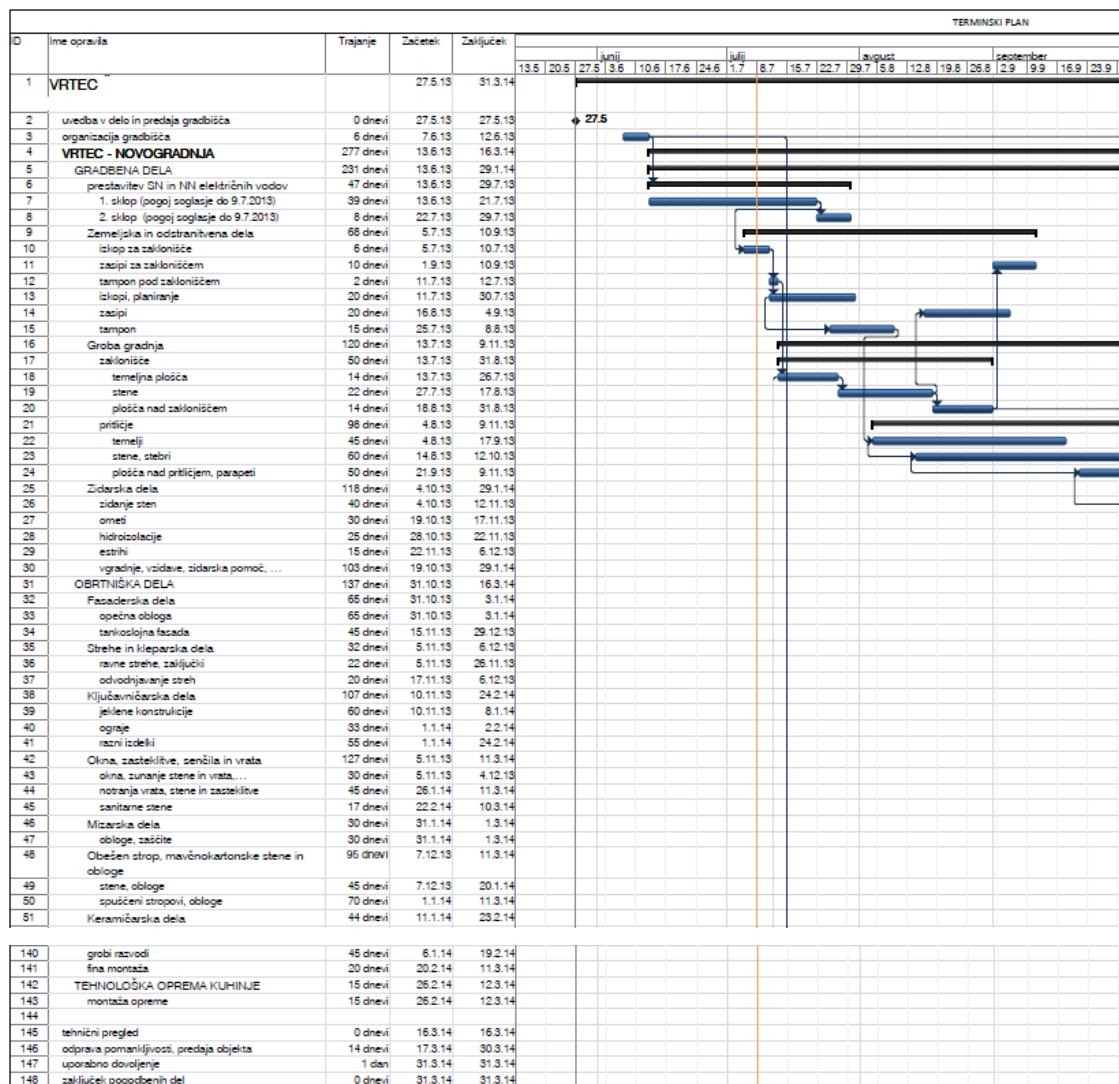 TERMINSKI PLAN
ID Ime opravila Trajanje Začetek Zaključek
junij julij avgust september
13.5 20.5 27.5 3.6 10.6 17.6 24.6 1.7 8.7 15.7 22.7 29.7 5.8 12.8 19.8 26.8 2.9 9.9 16.9 23.9
1 VRTEC 27.5.13 31.3.14
2 uvedba v delo in predaja gradbišča 0 dnevi 27.5.13 27.5.13 27.5
3 organizacija gradbišča 6 dnevi 7.6.13 12.6.13
4 VRTEC - NOVOGRADNJA 277 dnevi 13.6.13 16.3.14
5 GRADBENA DELA 231 dnevi 13.6.13 29.1.14
6 prestavitev SN in NN električnih vodov 47 dnevi 13.6.13 29.7.13
7 1. sklop (pogoj soglasje do 9.7.2013) 39 dnevi 13.6.13 21.7.13
8 2. sklop (pogoj soglasje do 9.7.2013) 8 dnevi 22.7.13 29.7.13
9 Zemeljska in odstranitvena dela 68 dnevi 5.7.13 10.9.13
10 izkop za zaklonišče 6 dnevi 5.7.13 10.7.13
11 zasipi za zakloniščem 10 dnevi 1.9.13 10.9.13
12 tampon pod zakloniščem 2 dnevi 11.7.13 12.7.13
13 izkopi, planiranje 20 dnevi 11.7.13 30.7.13
14 zasipi 20 dnevi 16.8.13 4.9.13
15 tampon 15 dnevi 25.7.13 8.8.13
16 Groba gradnja 120 dnevi 13.7.13 9.11.13
17 zaklonišče 50 dnevi 13.7.13 31.8.13
18 temeljna plošča 14 dnevi 13.7.13 26.7.13
19 stene 22 dnevi 27.7.13 17.8.13
20 plošča nad zakloniščem 14 dnevi 18.8.13 31.8.13
21 pritličje 98 dnevi 4.8.13 9.11.13
22 temelji 45 dnevi 4.8.13 17.9.13
23 stene, stebri 60 dnevi 14.8.13 12.10.13
24 plošča nad pritličjem, parapeti 50 dnevi 21.9.13 9.11.13
25 Zidarska dela 118 dnevi 4.10.13 29.1.14
26 zidanje sten 40 dnevi 4.10.13 12.11.13
27 ometi 30 dnevi 19.10.13 17.11.13
28 hidroizolacije 25 dnevi 28.10.13 22.11.13
29 estrihi 15 dnevi 22.11.13 6.12.13
30 vgradnje, vzidave, zidarska pomoč, ... 103 dnevi 19.10.13 29.1.14
31 OBRTNIŠKA DELA 137 dnevi 31.10.13 16.3.14
32 Fasaderska dela 65 dnevi 31.10.13 3.1.14
33 opečna obloga 65 dnevi 31.10.13 3.1.14
34 tankoslojna fasada 45 dnevi 15.11.13 29.12.13
35 Strehe in kleparska dela 32 dnevi 5.11.13 6.12.13
36 ravne strehe, zaključki 22 dnevi 5.11.13 26.11.13
37 odvodnjavanje streh 20 dnevi 17.11.13 6.12.13
38 Ključavničarska dela 107 dnevi 10.11.13 24.2.14
39 jeklene konstrukcije 60 dnevi 10.11.13 8.1.14
40 ograje 33 dnevi 1.1.14 2.2.14
41 razni izdelki 55 dnevi 1.1.14 24.2.14
42 Okna, zasteklitve, senčila in vrata 127 dnevi 5.11.13 11.3.14
43 okna, zunanje stene in vrata,... 30 dnevi 5.11.13 4.12.13
44 notranja vrata, stene in zasteklitve 45 dnevi 26.1.14 11.3.14
45 sanitarne stene 17 dnevi 22.2.14 10.3.14
46 Mizarska dela 30 dnevi 31.1.14 1.3.14
47 obloge, zaščite 30 dnevi 31.1.14 1.3.14
48 Obešen strop, mavčnokartonske stene in 95 dnevi 7.12.13 11.3.14
obloge
49 stene, obloge 45 dnevi 7.12.13 20.1.14
50 spuščeni stropovi, obloge 70 dnevi 1.1.14 11.3.14
51 Keramičarska dela 44 dnevi 11.1.14 23.2.14
140 grobi razvodi 45 dnevi 6.1.14 19.2.14
141 fina montaža 20 dnevi 20.2.14 11.3.14
142 TEHNOLOŠKA OPREMA KUHINJE 15 dnevi 26.2.14 12.3.14
143 montaža opreme 15 dnevi 26.2.14 12.3.14
144
145 tehnični pregled 0 dnevi 16.3.14 16.3.14
146 odprava pomankljivosti, predaja objekta 14 dnevi 17.3.14 30.3.14
147 uporabno dovoljenje 1 dan 31.3.14 31.3.14
148 zaključek pogodbenih del 0 dnevi 31.3.14 31.3.14